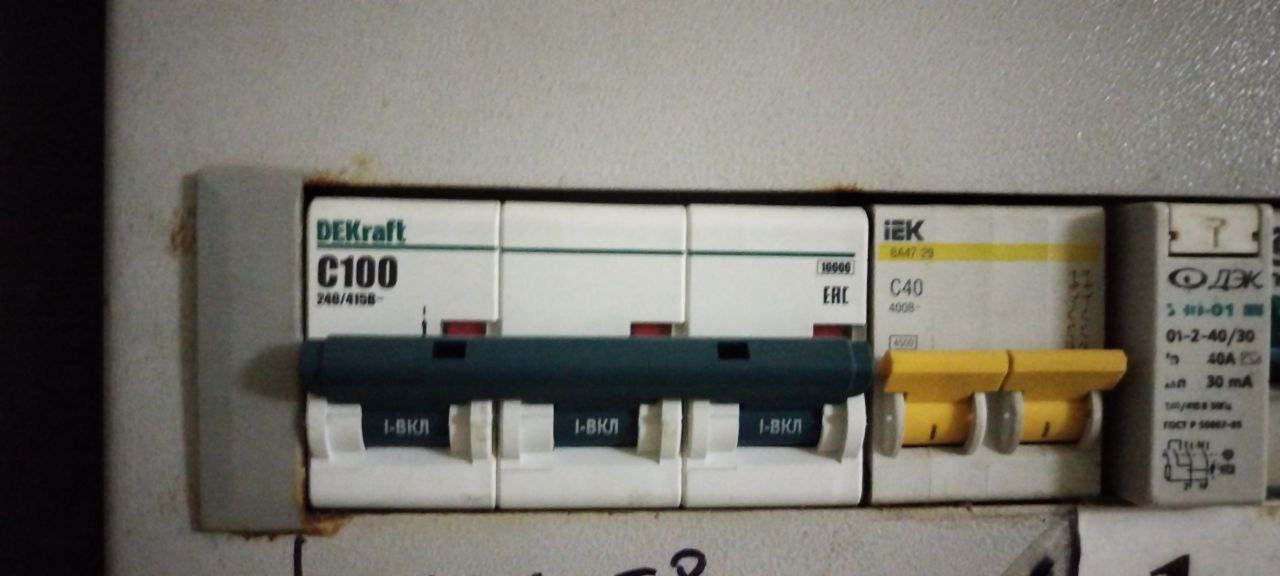 DEKraft
C100
240/415В~
10000
EAC
I-ВКЛ
I-ВКЛ
I-ВКЛ
IEK
ВА47-29
C40
400В~
4500
I
I
ДЭК
01-2-40/30
40А
30 mA
ГОСТ Р